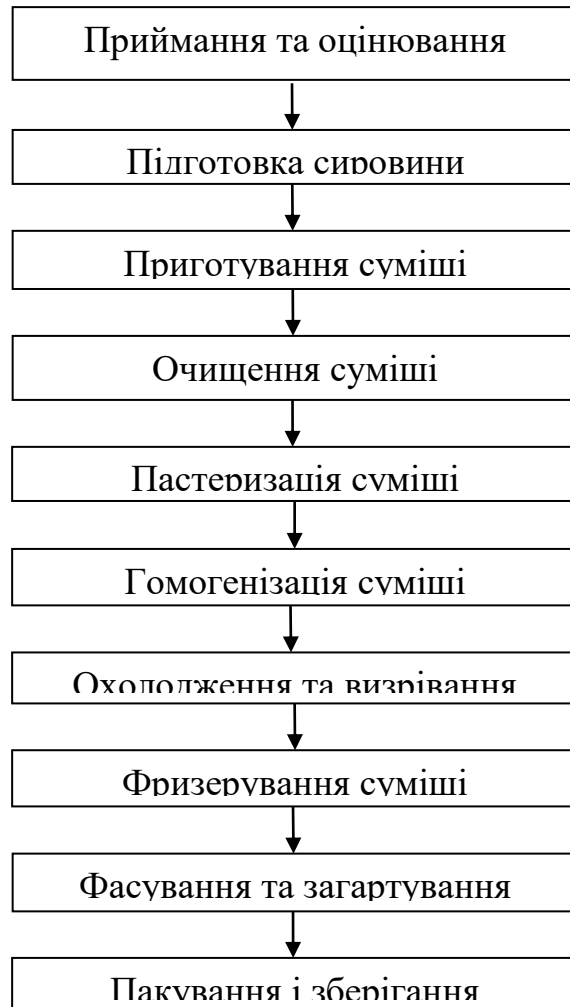 Приймання та оцінювання
Підготовка сировини
Приготування суміші
Очищення суміші
Пастеризація суміші
Гомогенізація суміші
Охолодження та визрівання
Фризерування суміші
Фасування та загартування
Пакування і зберігання